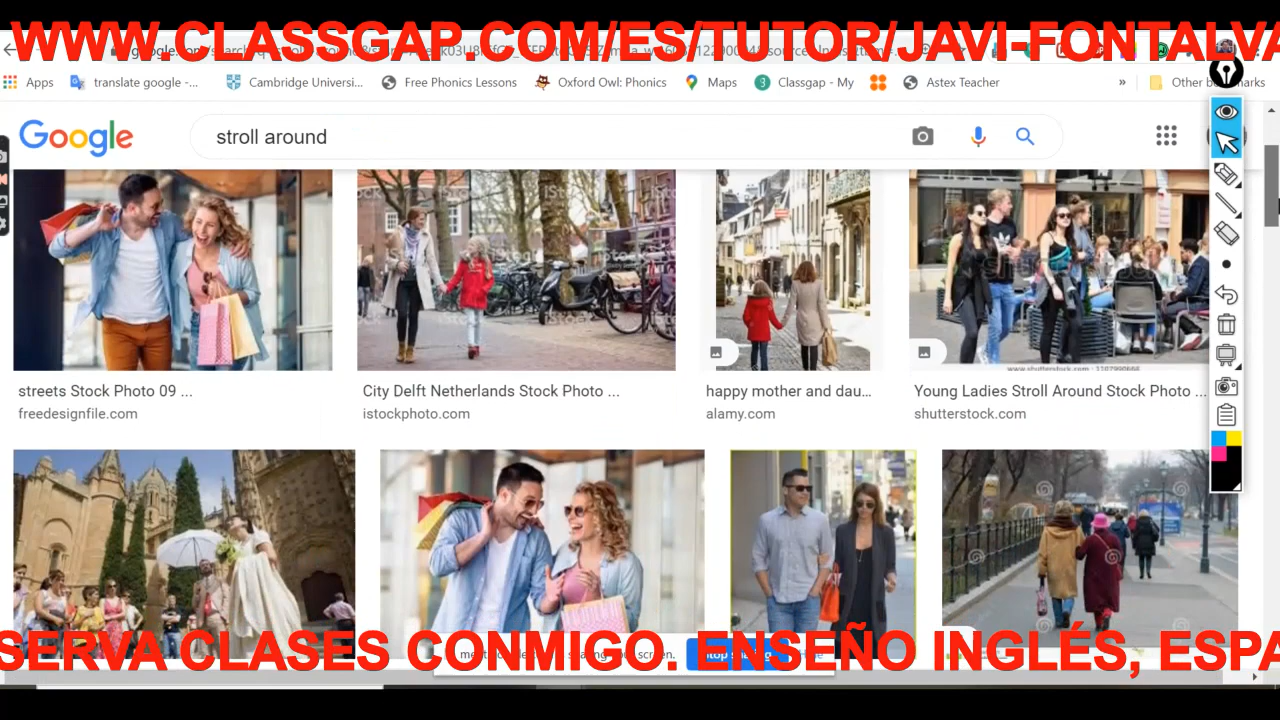 WWW.CLASSGAP.COM/ES/TUTOR/JAVI-FONTALVA
Apps translate google -... Cambridge Universi... Free Phonics Lessons Oxford Owl: Phonics Maps Classgap - My Astex Teacher » Other bookmarks
Google stroll around
streets Stock Photo 09 ... City Delft Netherlands Stock Photo ... happy mother and dau... Young Ladies Stroll Around Stock Photo ...
freedesignfile.com istockphoto.com alamy.com shutterstock.com
SERVA CLASES CONMIGO. ENSEÑO INGLÉS, ESPA